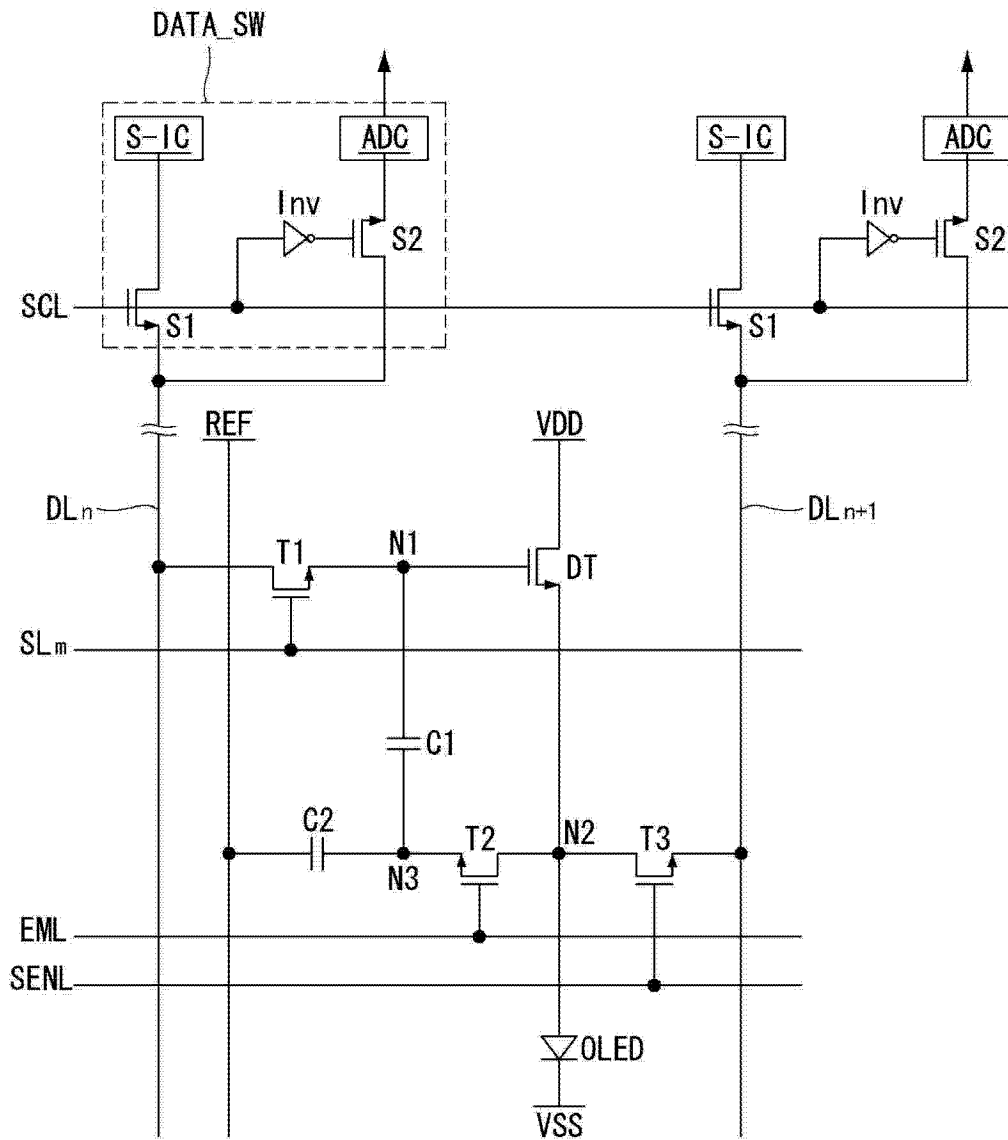 DATA_SW
S-IC
ADC
S-IC
ADC
Inv
S2
Inv
S2
SCL
S1
S1
REF
VDD
DLn
DLn+1
T1
N1
DT
SLm
C1
C2
T2
N2
T3
N3
EML
SENL
OLED
VSS